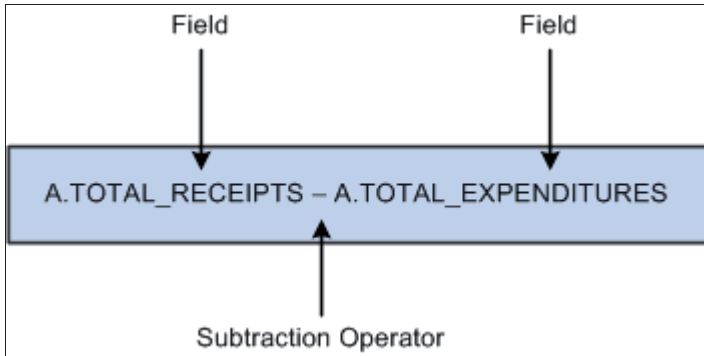 Field Field
A.TOTAL_RECEIPTS – A.TOTAL_EXPENDITURES
Subtraction Operator